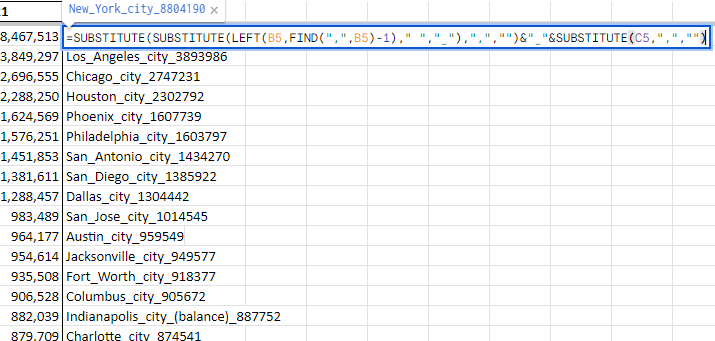 21 New_York_city_8804190 ×
8,467,513 =SUBSTITUTE(SUBSTITUTE(LEFT(B5,FIND(",",B5)-1)," ","_"),",","")&"_"&SUBSTITUTE(C5,",","")
3,849,297 Los_Angeles_city_3893986
2,696,555 Chicago_city_2747231
2,288,250 Houston_city_2302792
1,624,569 Phoenix_city_1607739
1,576,251 Philadelphia_city_1603797
1,451,853 San_Antonio_city_1434270
1,381,611 San_Diego_city_1385922
1,288,457 Dallas_city_1304442
983,489 San_Jose_city_1014545
964,177 Austin_city_959549
954,614 Jacksonville_city_949577
935,508 Fort_Worth_city_918377
906,528 Columbus_city_905672
882,039 Indianapolis_city_(balance)_887752
879,709 Charlotte_city_874541